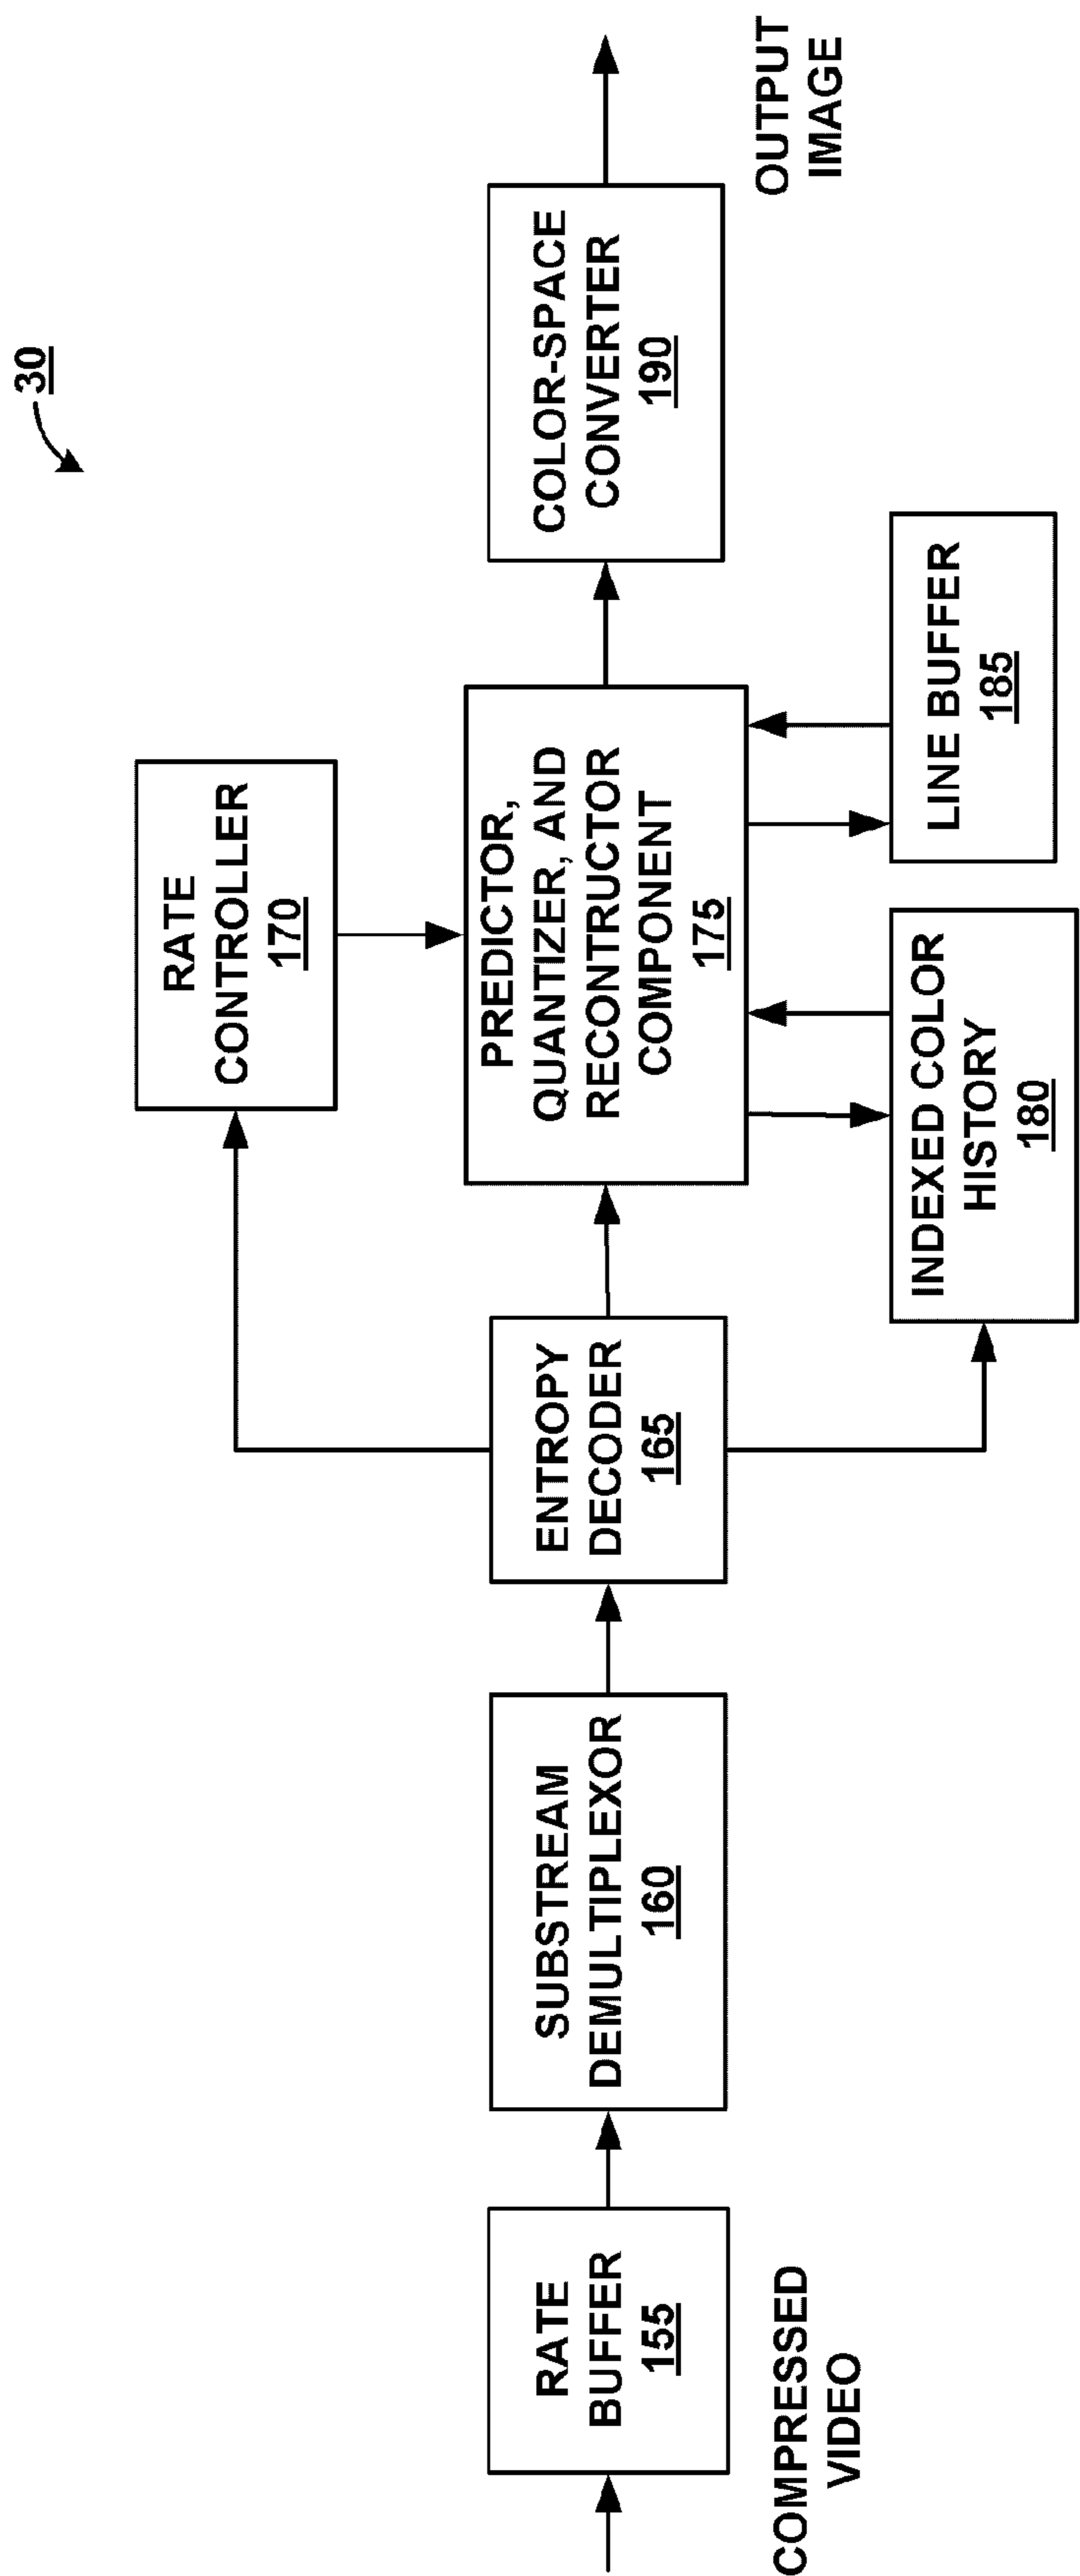 30
RATE
CONTROLLER
170
RATE
BUFFER
155
SUBSTREAM
DEMULTIPLEXOR
160
ENTROPY
DECODER
165
PREDICTOR,
QUANTIZER, AND
RECONTRUCTOR
COMPONENT
175
COLOR-SPACE
CONVERTER
190
COMPRESSED
VIDEO
OUTPUT
IMAGE
INDEXED COLOR
HISTORY
180
LINE BUFFER
185